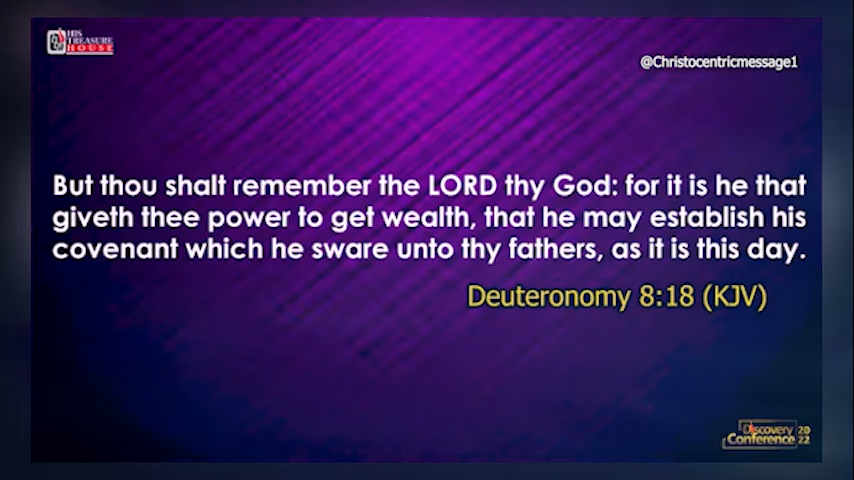 HIS
TREASURE
HOUSE
@Christocentricmessage1
But thou shalt remember the LORD thy God: for it is he that
giveth thee power to get wealth, that he may establish his
covenant which he sware unto thy fathers, as it is this day.
Deuteronomy 8:18 (KJV)
Discovery 20
Conference 22